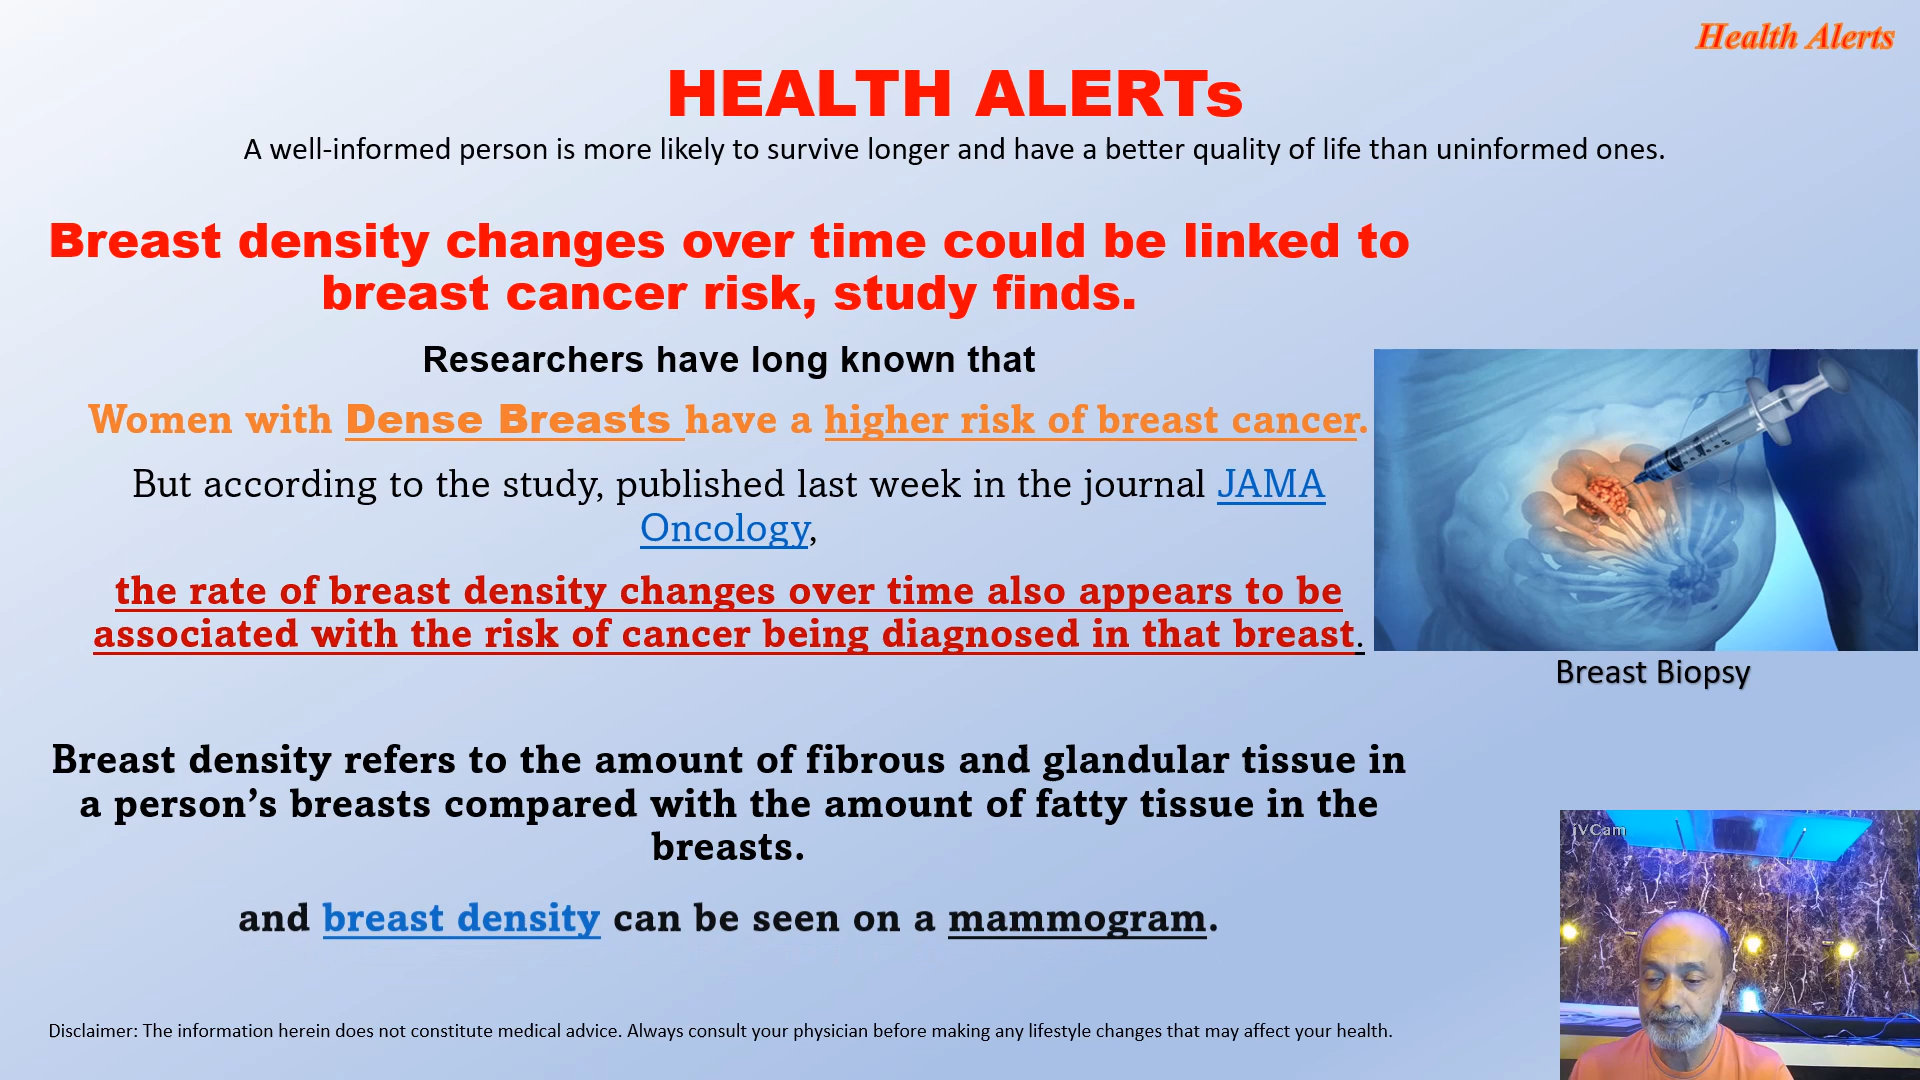 Health Alerts
HEALTH ALERTs
A well-informed person is more likely to survive longer and have a better quality of life than uninformed ones.
Breast density changes over time could be linked to
breast cancer risk, study finds.
Researchers have long known that
Women with Dense Breasts have a higher risk of breast cancer.
But according to the study, published last week in the journal JAMA
Oncology,
the rate of breast density changes over time also appears to be
associated with the risk of cancer being diagnosed in that breast.
Breast Biopsy
Breast density refers to the amount of fibrous and glandular tissue in
a person’s breasts compared with the amount of fatty tissue in the
breasts.
and breast density can be seen on a mammogram.
iVCam
Disclaimer: The information herein does not constitute medical advice. Always consult your physician before making any lifestyle changes that may affect your health.